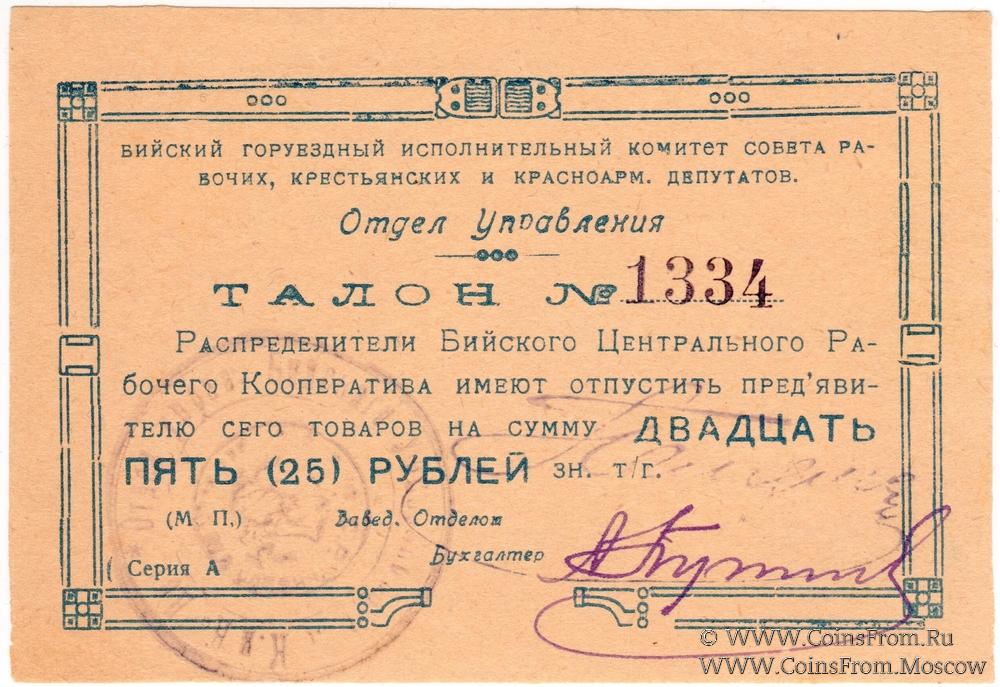 БИЙСКИЙ ГОРУЕЗДНЫЙ ИСПОЛНИТЕЛЬНЫЙ КОМИТЕТ СОВЕТА РА-
БОЧИХ, КРЕСТЬЯНСКИХ И КРАСНОАРМ. ДЕПУТАТОВ.
Отдел Управления
ТАЛОН № 1334
Распределители Бийского Центрального Ра-
бочего Кооператива имеют отпустить пред'яви-
телю сего товаров на сумму ДВАДЦАТЬ
ПЯТЬ (25) РУБЛЕЙ зн. т/г.
(М П.) Завед. Отделом
Бухгалтер
Серия А
© www.CoinsFrom.Ru
www.CoinsFrom.Moscow